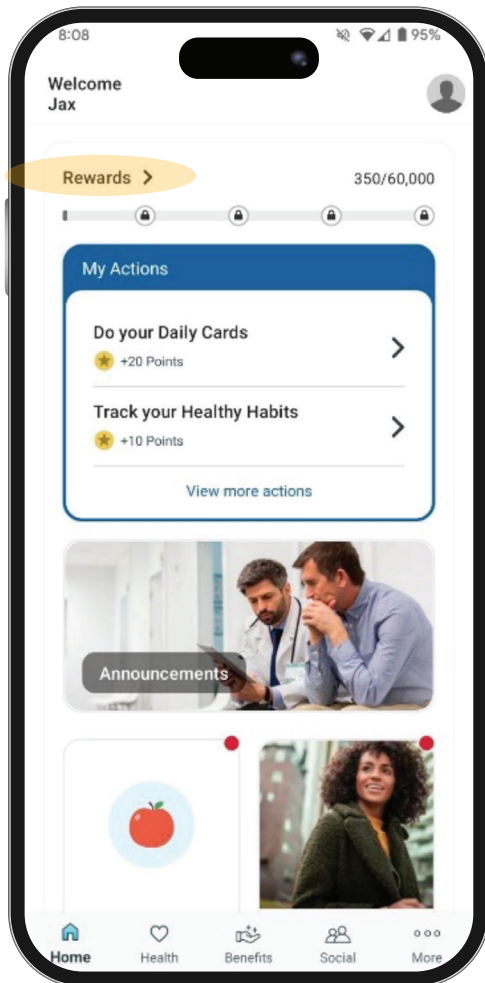 8:08
95%
Welcome
Jax
Rewards
350/60,000
My Actions
Do your Daily Cards
+20 Points
Track your Healthy Habits
+10 Points
View more actions
Announcements
Home
Health
Benefits
Social
More